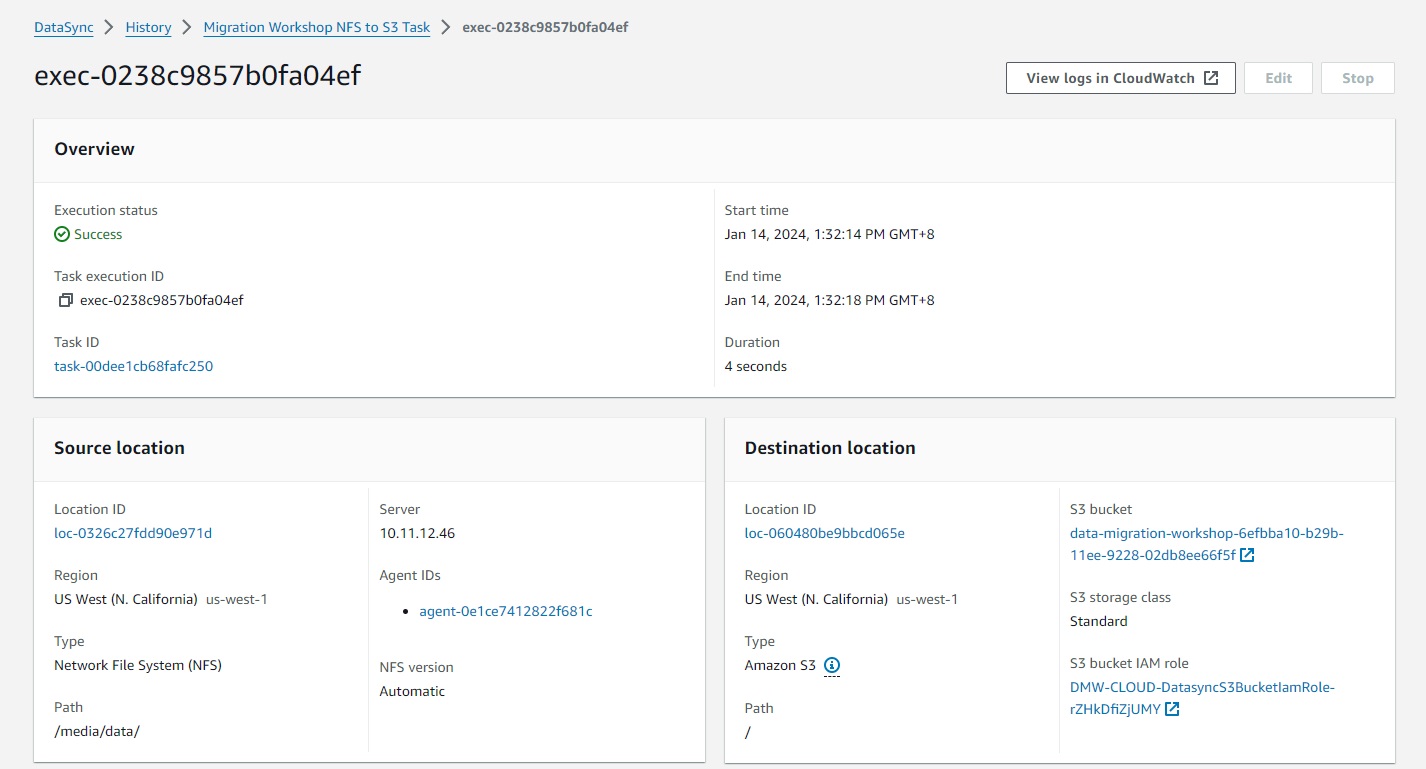 DataSync > History > Migration Workshop NFS to S3 Task > exec-0238c9857b0fa04ef
exec-0238c9857b0fa04ef
View logs in CloudWatch
Edit
Stop
Overview
Execution status
Success
Task execution ID
exec-0238c9857b0fa04ef
Task ID
task-00dee1cb68fafc250
Start time
Jan 14, 2024, 1:32:14 PM GMT+8
End time
Jan 14, 2024, 1:32:18 PM GMT+8
Duration
4 seconds
Source location
Location ID
loc-0326c27fdd90e971d
Region
US West (N. California) us-west-1
Type
Network File System (NFS)
Path
/media/data/
Server
10.11.12.46
Agent IDs
• agent-0e1ce7412822f681c
NFS version
Automatic
Destination location
Location ID
loc-060480be9bbcd065e
Region
US West (N. California) us-west-1
Type
Amazon S3
Path
/
S3 bucket
data-migration-workshop-6efbba10-b29b-
11ee-9228-02db8ee66f5f
S3 storage class
Standard
S3 bucket IAM role
DMW-CLOUD-DatasyncS3BucketIamRole-
rZHkDfiZjUMY